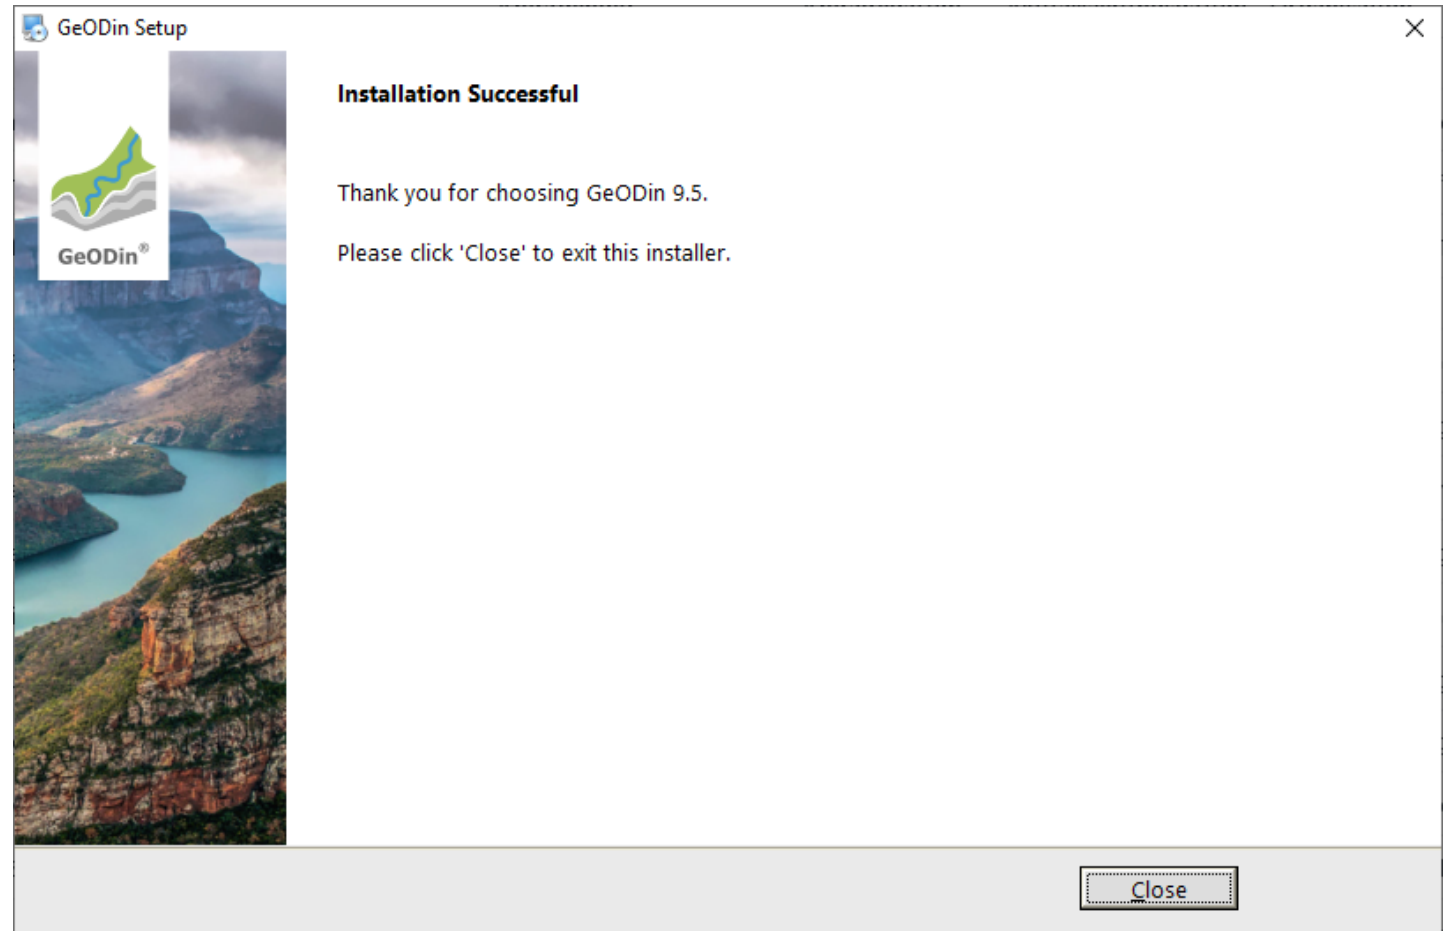 GeODin Setup
Installation Successful
GeODin®
Thank you for choosing GeODin 9.5.
Please click 'Close' to exit this installer.
Close